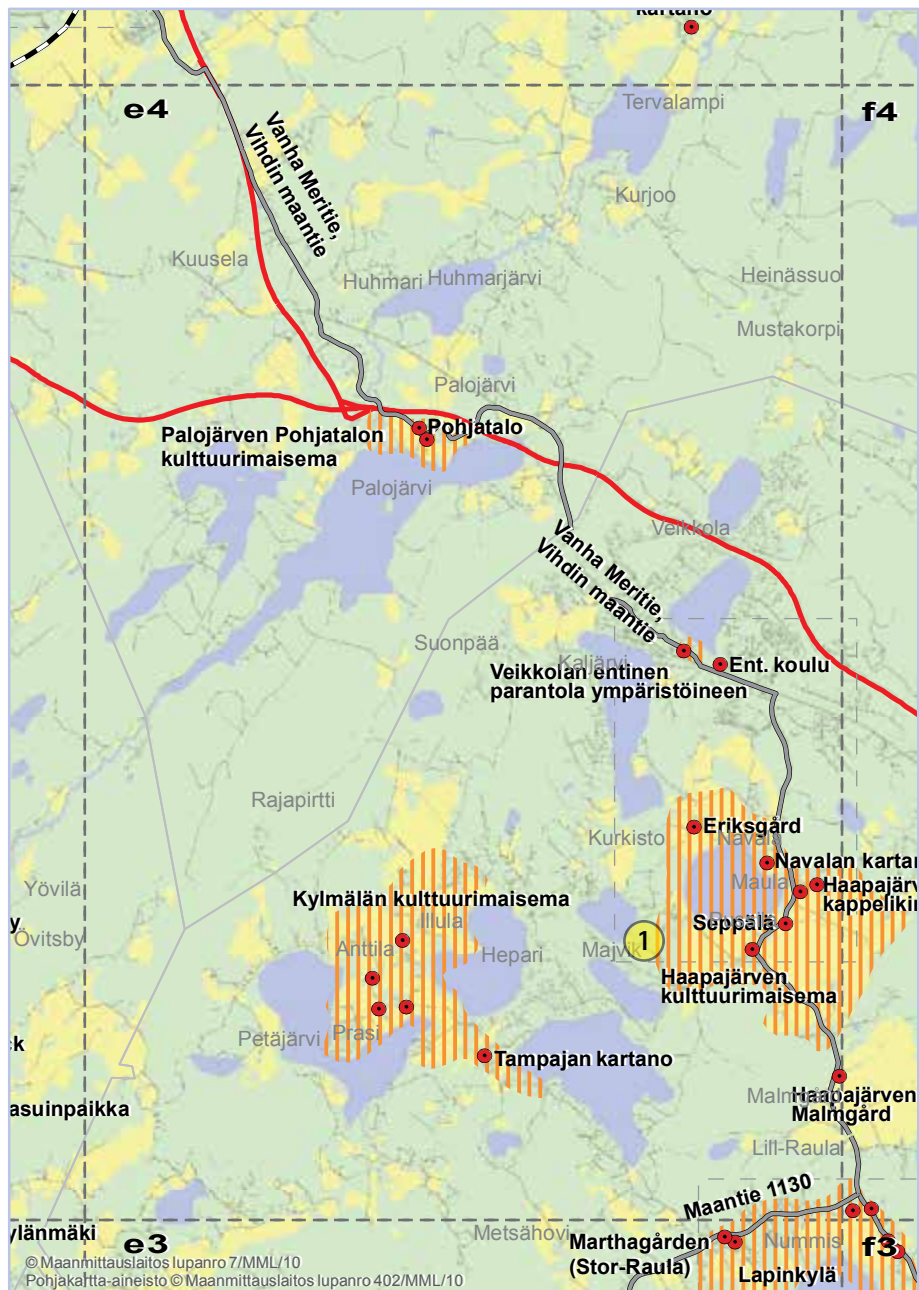 kartano
e4
f4
Tervalampi
Vanha Meritie,
Vihdin maantie
Kurjoo
Kuusela
Huhmari
Huhmarjärvi
Heinässuo
Mustakorpi
Palojärvi
Palojärven Pohjatalon
kulttuurimaisema
Pohjatalo
Palojärvi
Veikkola
Vanha Meritie,
Vihdin maantie
Suonpää
Kaljärvi
Veikkolan entinen
parantola ympäristöineen
Ent. koulu
Rajapirtti
Kurkisto
Eriksgård
Navala
Navalan kartan
Yövilä
Maula
Haapajärv
kappelikir
Kylmälän kulttuurimaisema
Illula
y
Övitsby
Anttila
Hepari
Majvik
1
Seppälä
Haapajärven
kulttuurimaisema
k
Petäjärvi
Prasi
Tampajan kartano
asuinpaikka
Malmgård
Haapajärven
Malmgård
Lill-Raula
Maantie 1130
ylänmäki
e3
Metsähovi
Marthagården
(Stor-Raula)
Nummis
f3
Lapinkylä
© Maanmittauslaitos lupanro 7/MML/10
Pohjakartta-aineisto © Maanmittauslaitos lupanro 402/MML/10